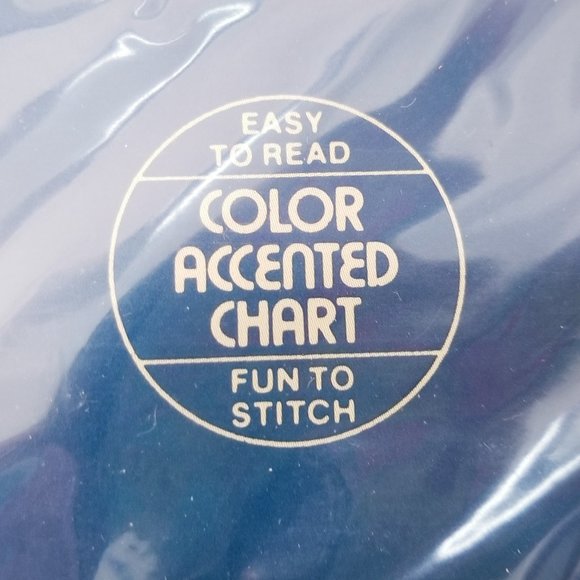 EASY
TO READ
COLOR
ACCENTED
CHART
FUN TO
STITCH